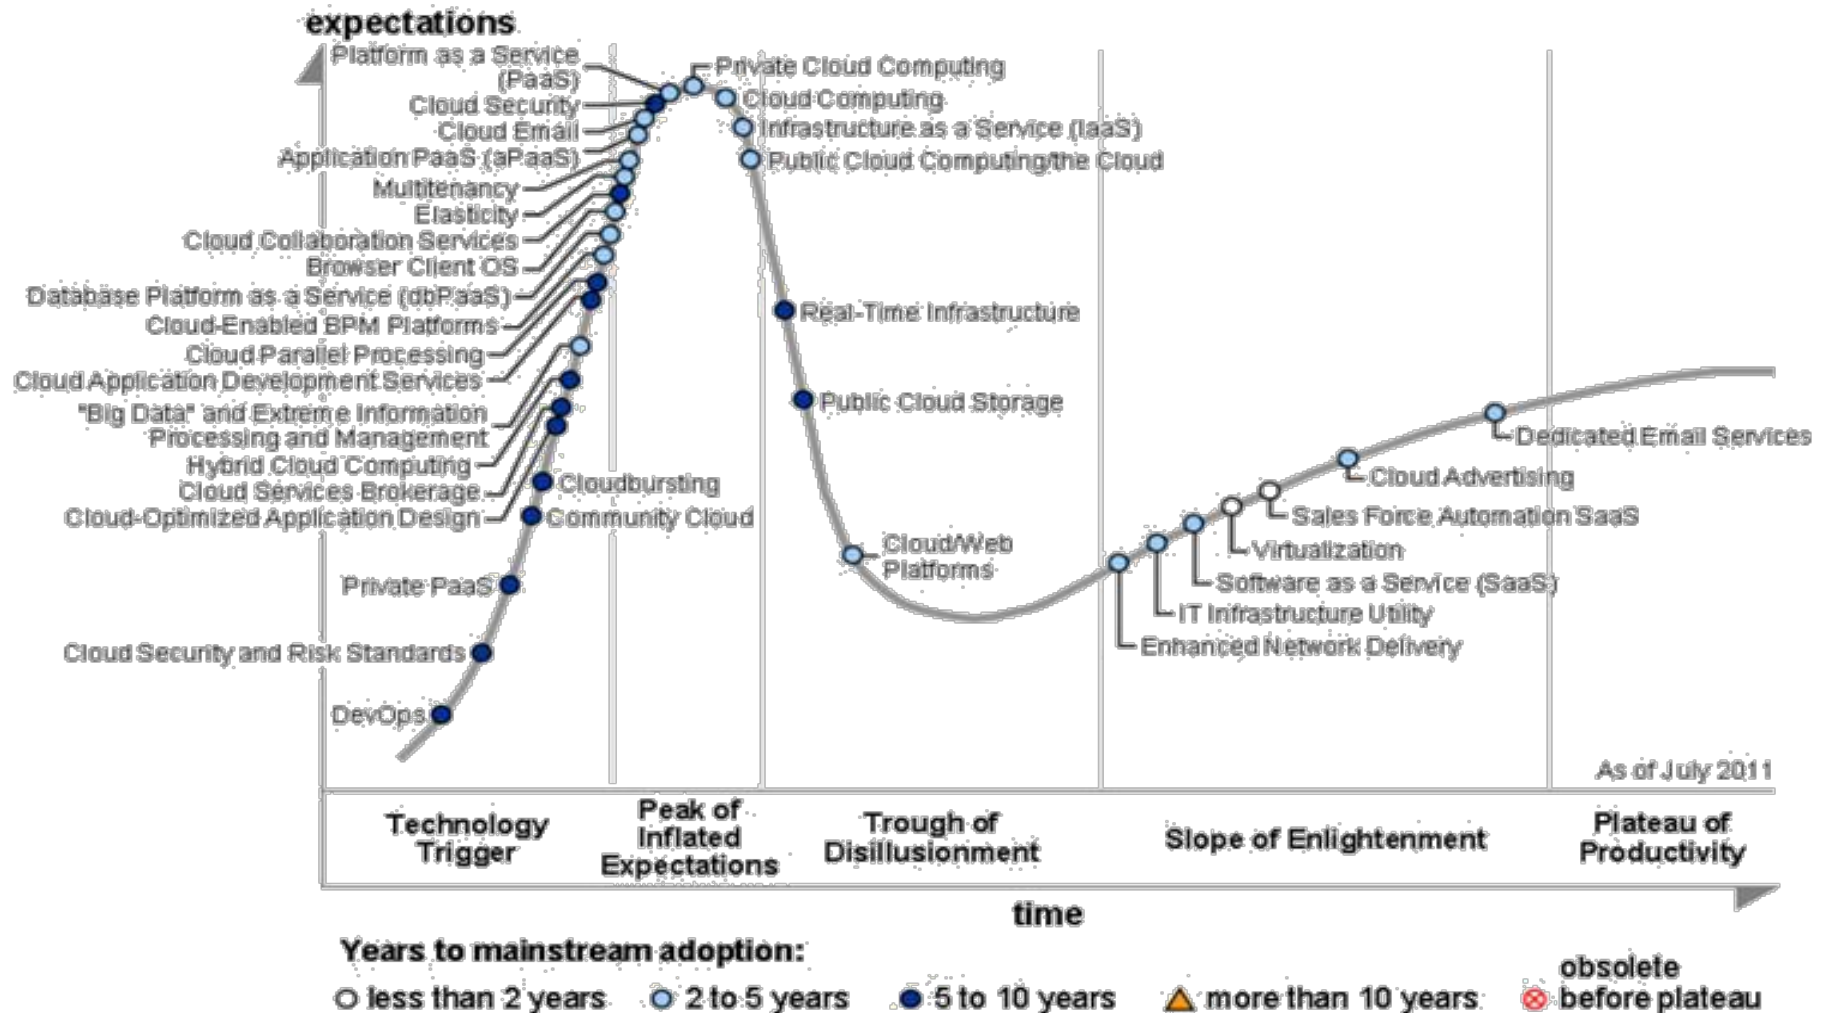 expectations
Platform as a Service
(PaaS)
Cloud Security
Cloud Email
Application PaaS (aPaaS)
Multitenancy
Elasticity
Cloud Collaboration Services
Browser Client OS
Database Platform as a Service (dbPaaS)
Cloud-Enabled BPM Platforms
Cloud Parallel Processing
Cloud Application Development Services
"Big Data" and Extreme Information
Processing and Management
Hybrid Cloud Computing
Cloud Services Brokerage
Cloud-Optimized Application Design
Cloudbursting
Community Cloud
Private PaaS
Cloud Security and Risk Standards
DevOps
Private Cloud Computing
Cloud Computing
Infrastructure as a Service (IaaS)
Public Cloud Computing/the Cloud
Real-Time Infrastructure
Public Cloud Storage
Cloud/Web
Platforms
Dedicated Email Services
Cloud Advertising
Sales Force Automation SaaS
Virtualization
Software as a Service (SaaS)
IT Infrastructure Utility
Enhanced Network Delivery
As of July 2011
Technology
Trigger
Peak of
Inflated
Expectations
Trough of
Disillusionment
Slope of Enlightenment
Plateau of
Productivity
time
Years to mainstream adoption:
less than 2 years
2 to 5 years
5 to 10 years
more than 10 years
obsolete
before plateau